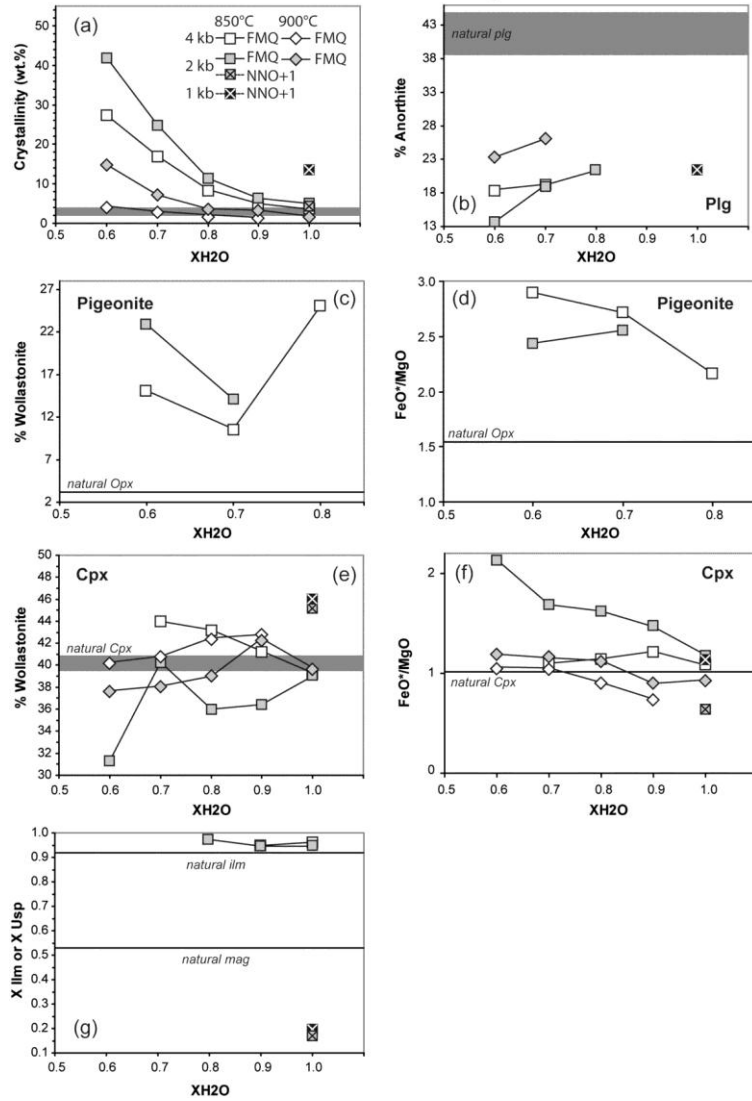 (a)
850°C 900°C
4 kb FMQ FMQ
2 kb FMQ FMQ
NNO+1
1 kb NNO+1
Crystallinity (wt.%)
50
40
30
20
10
0
0.5 0.6 0.7 0.8 0.9 1.0
XH2O
natural plg
% Anorthite
43
38
33
28
23
18
13
(b) Plg
0.5 0.6 0.7 0.8 0.9 1.0
XH2O
Pigeonite (c)
% Wollastonite
27
22
17
12
7
2
natural Opx
0.5 0.6 0.7 0.8
XH2O
(d) Pigeonite
FeO*/MgO
3.0
2.5
2.0
1.5
1.0
natural Opx
0.5 0.6 0.7 0.8
XH2O
Cpx (e)
% Wollastonite
50
48
46
44
42
40
38
36
34
32
30
natural Cpx
0.5 0.6 0.7 0.8 0.9 1.0
XH2O
(f) Cpx
FeO*/MgO
2
1
0
natural Cpx
0.5 0.6 0.7 0.8 0.9 1.0
XH2O
X Ilm or X Usp
1.0
0.9
0.8
0.7
0.6
0.5
0.4
0.3
0.2
0.1
natural ilm
natural mag
(g)
0.5 0.6 0.7 0.8 0.9 1.0
XH2O